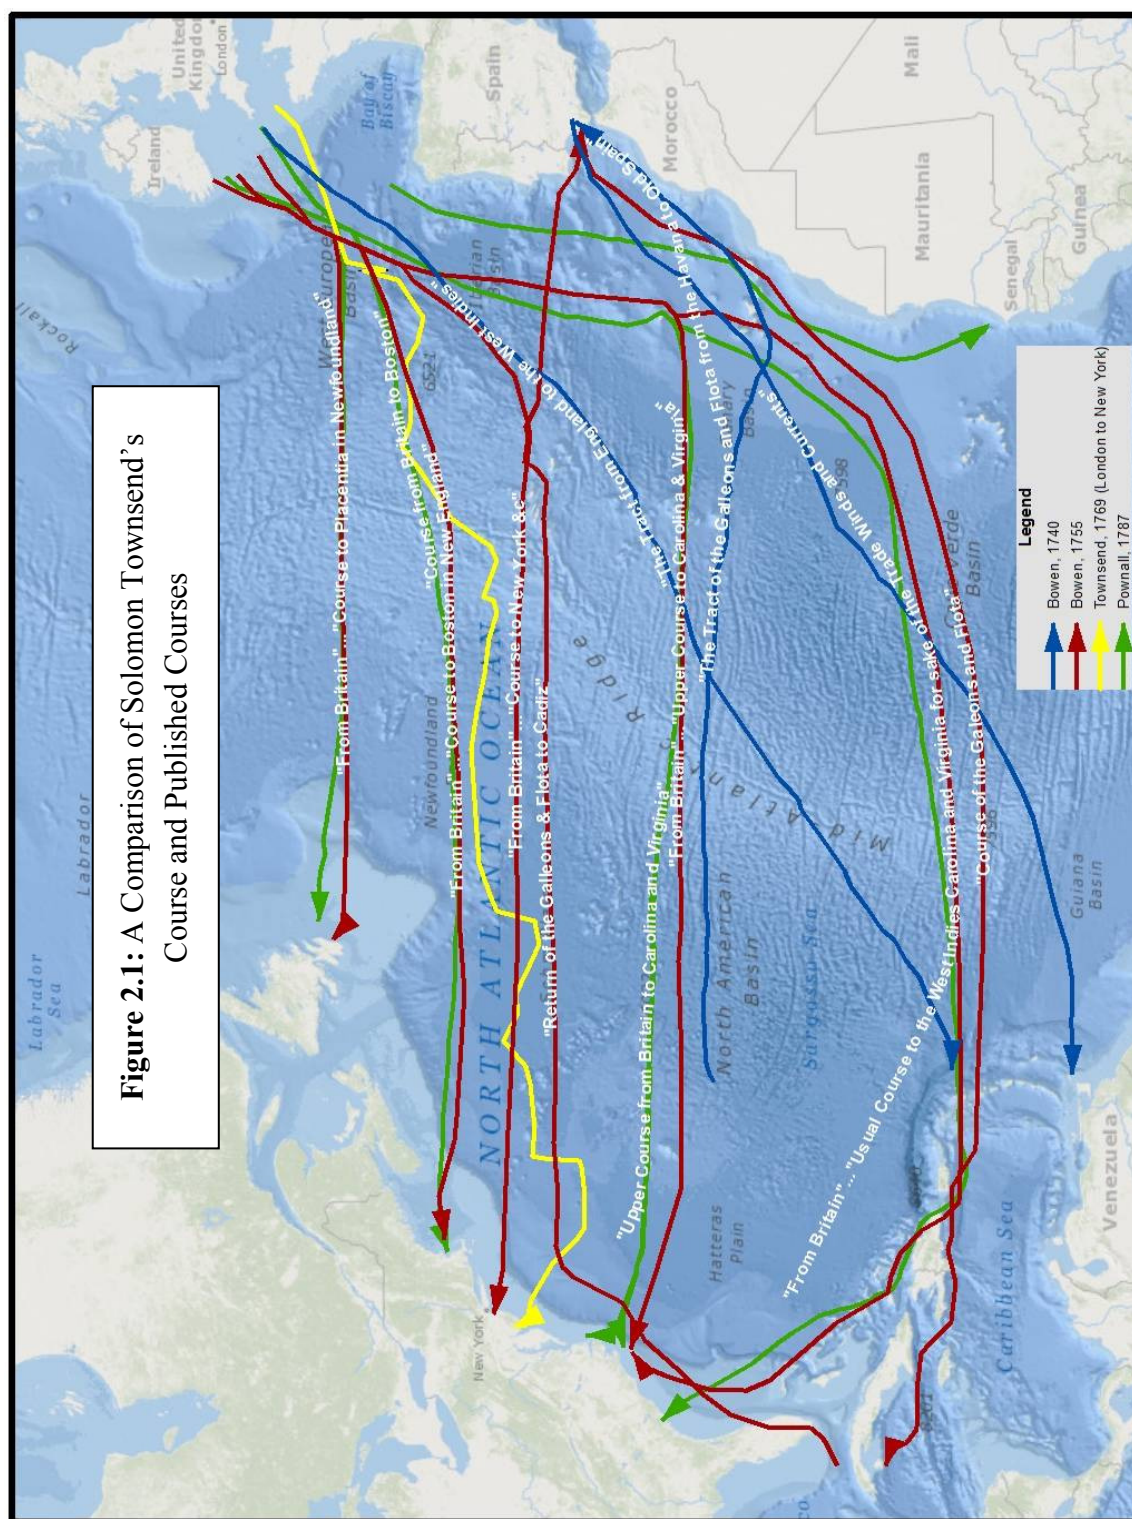 Figure 2.1: A Comparison of Solomon Townsend's
Course and Published Courses
Labrador
Sea
Labrador
Rockall
United
Kingdom
London
Ireland
Bay of
Biscay
Spain
Morocco
Mali
Mauritania
Senegal
Guinea
Basin
Iberian
Basin
6521
Newfoundland
NORTH ATLANTIC OCEAN
Mid-Atlantic Ridge
North American
Basin
Sargasso Sea
Basin
Verde
Basin
Guiana
Basin
Hatteras
Plain
New York
Caribbean Sea
Venezuela
"From Britain" ... "Course to Placentia in Newfoundland"
"Course from Britain to Boston"
"From Britain" ... "Course to Boston in New England"
"From Britain" ... "Course to New York &c"
"Return of the Galleons & Flota to Cadiz"
"The Tract from England to the West Indies"
"Upper Course from Britain to Carolina and Virginia"
"From Britain" ... "Upper Course to Carolina & Virginia"
"The Tract of the Galleons and Flota from the Havana to Old Spain"
"From Britain" ... "Usual Course to the West Indies Carolina and Virginia for sake of the Trade Winds and Currents"
"Course of the Galeons and Flota"
Legend
Bowen, 1740
Bowen, 1755
Townsend, 1769 (London to New York)
Pownall, 1787